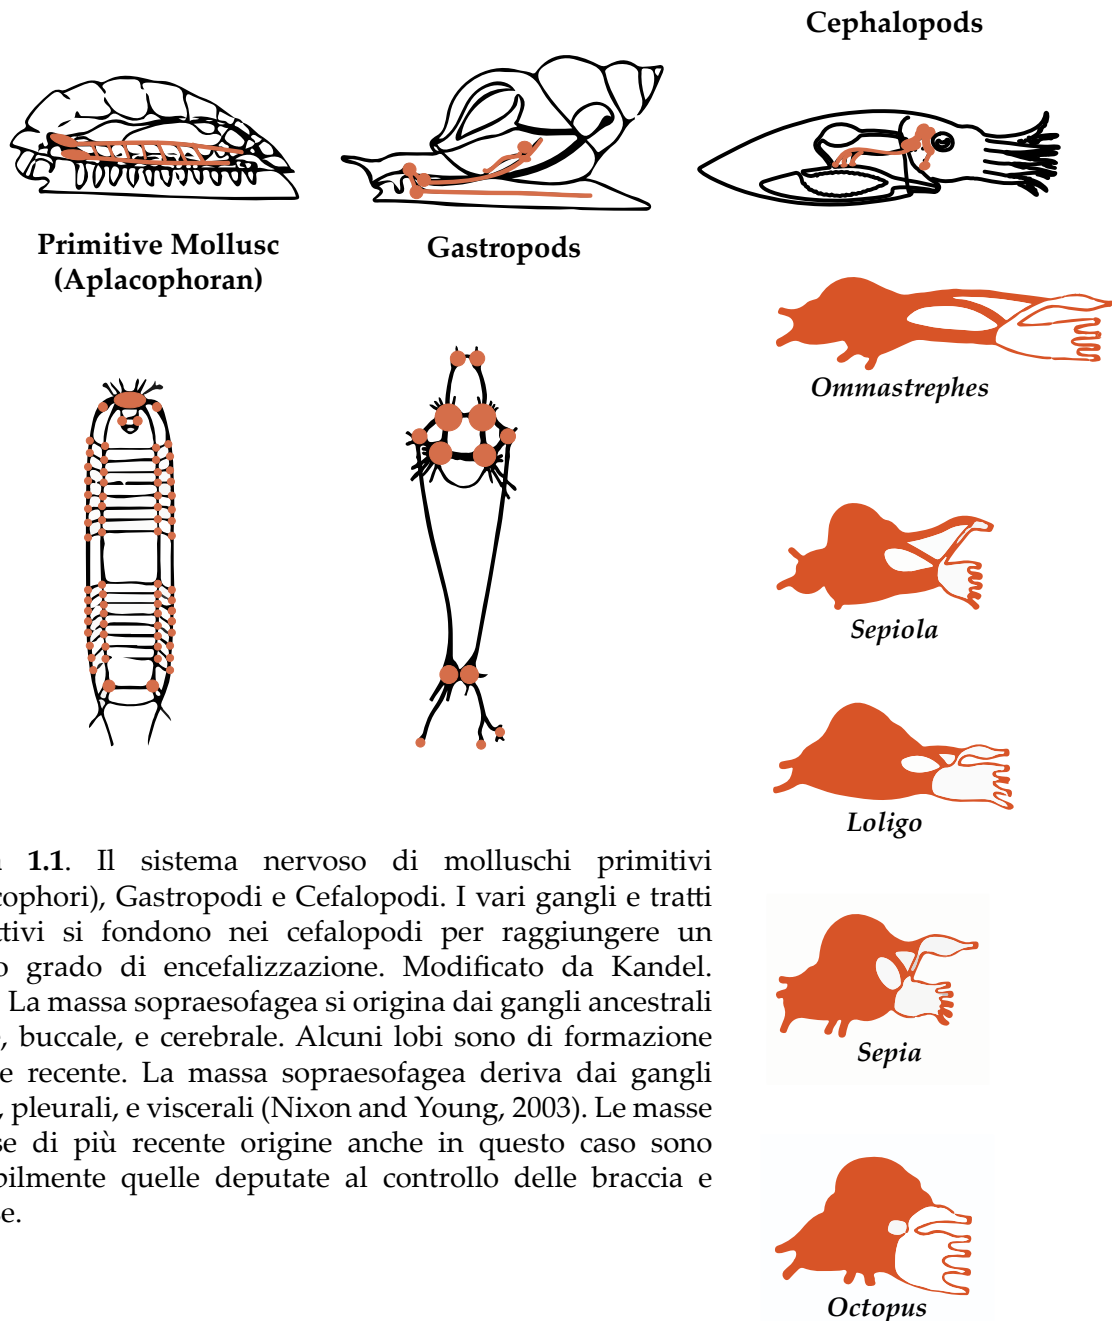 Cephalopods
Primitive Mollusc
(Aplacophoran)
Gastropods
Ommastrephes
Sepiola
Loligo
Sepia
Octopus
1.1. Il sistema nervoso di molluschi primitivi
cophori), Gastropodi e Cefalopodi. I vari gangli e tratti
ttivi si fondono nei cefalopodi per raggiungere un
o grado di encefalizzazione. Modificato da Kandel.
La massa sopraesofagea si origina dai gangli ancestrali
, buccale, e cerebrale. Alcuni lobi sono di formazione
e recente. La massa sopraesofagea deriva dai gangli
, pleurali, e viscerali (Nixon and Young, 2003). Le masse
se di più recente origine anche in questo caso sono
bilmente quelle deputate al controllo delle braccia e
e.